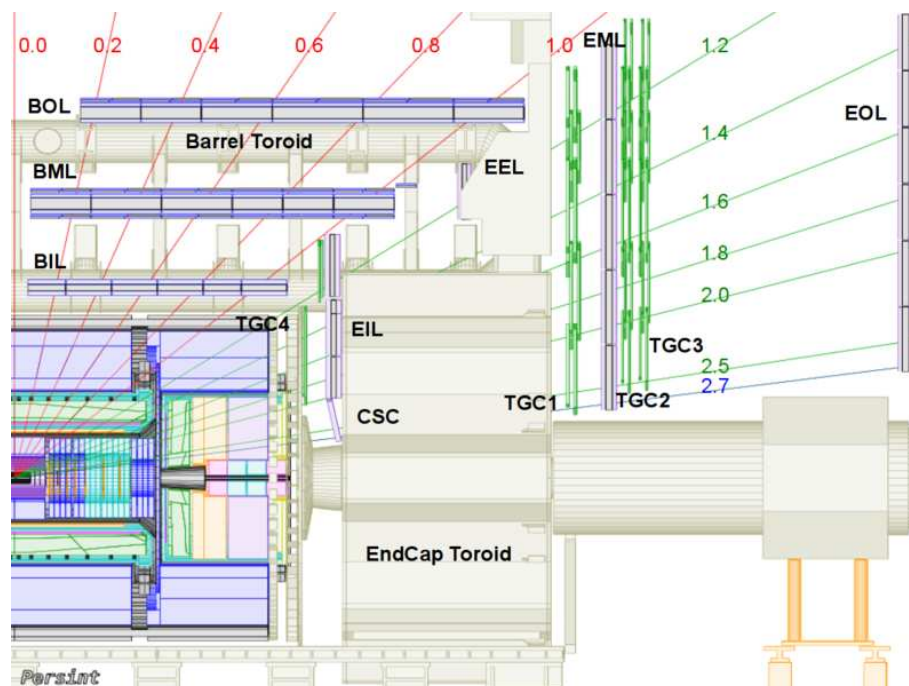 0.0 0.2 0.4 0.6 0.8 1.0 EML 1.2
BOL
EOL
Barrel Toroid
1.4
BML
EEL
1.6
1.8
BIL
2.0
TGC4
EIL
TGC3
2.5
2.7
TGC1
TGC2
CSC
EndCap Toroid
Persint